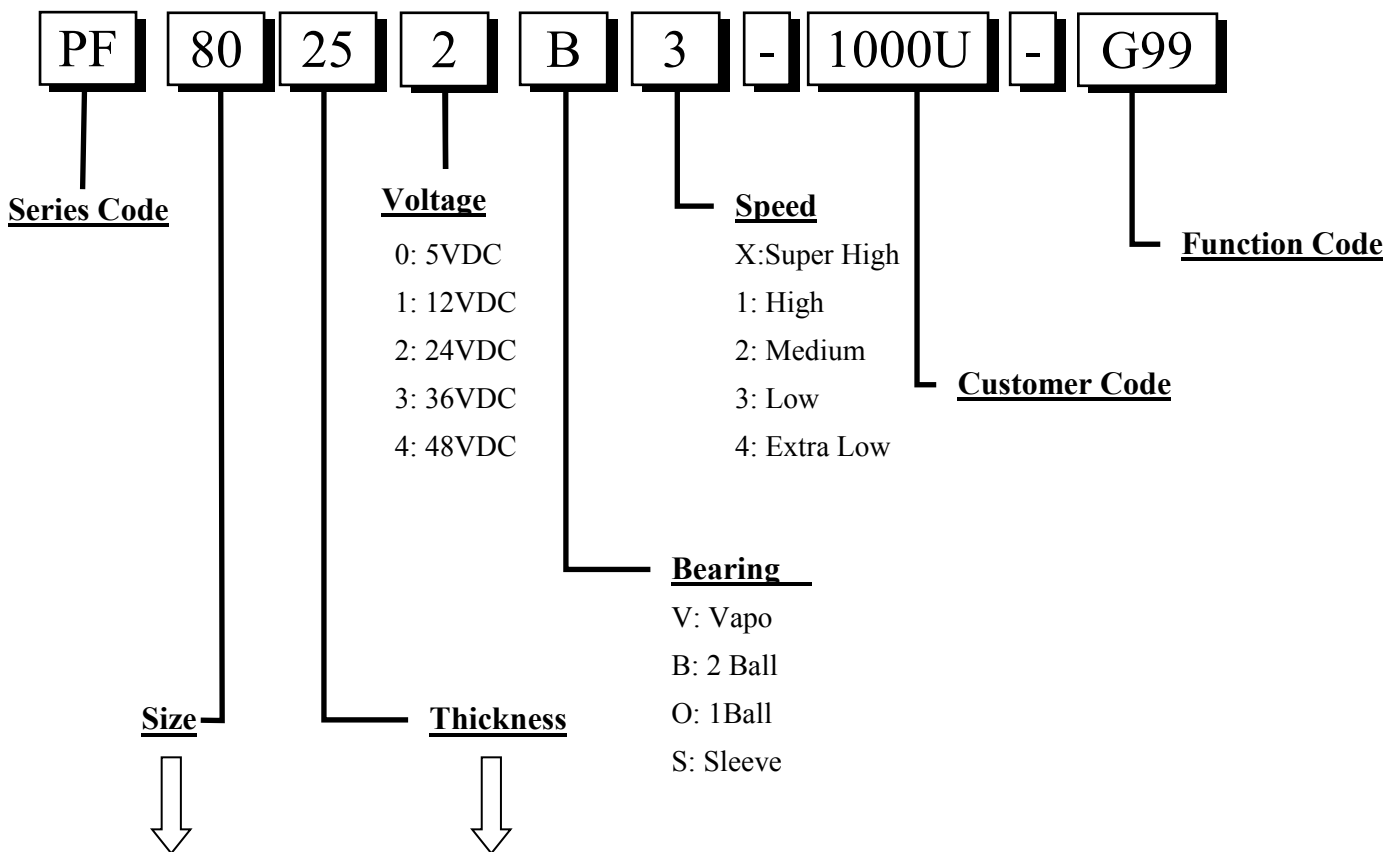 PF 80 25 2 B 3 - 1000U - G99
Series Code
Voltage
0: 5VDC
1: 12VDC
2: 24VDC
3: 36VDC
4: 48VDC
Speed
X:Super High
1: High
2: Medium
3: Low
4: Extra Low
Function Code
Customer Code
Bearing
V: Vapo
B: 2 Ball
O: 1Ball
S: Sleeve
Size
Thickness